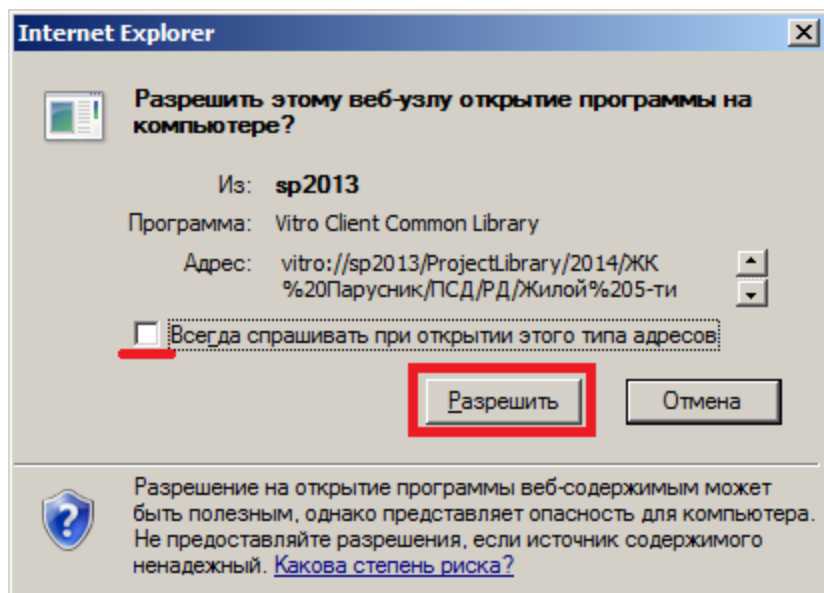 Internet Explorer
Разрешить этому веб-узлу открытие программы на
компьютере?
Из: sp2013
Программа: Vitro Client Common Library
Адрес: vitro://sp2013/ProjectLibrary/2014/ЖК
%20Парусник/ПСД/РД/Жилой%205-ти
Всегда спрашивать при открытии этого типа адресов
Разрешить Отмена
Разрешение на открытие программы веб-содержимым может
быть полезным, однако представляет опасность для компьютера.
Не предоставляйте разрешения, если источник содержимого
ненадежный. Какова степень риска?